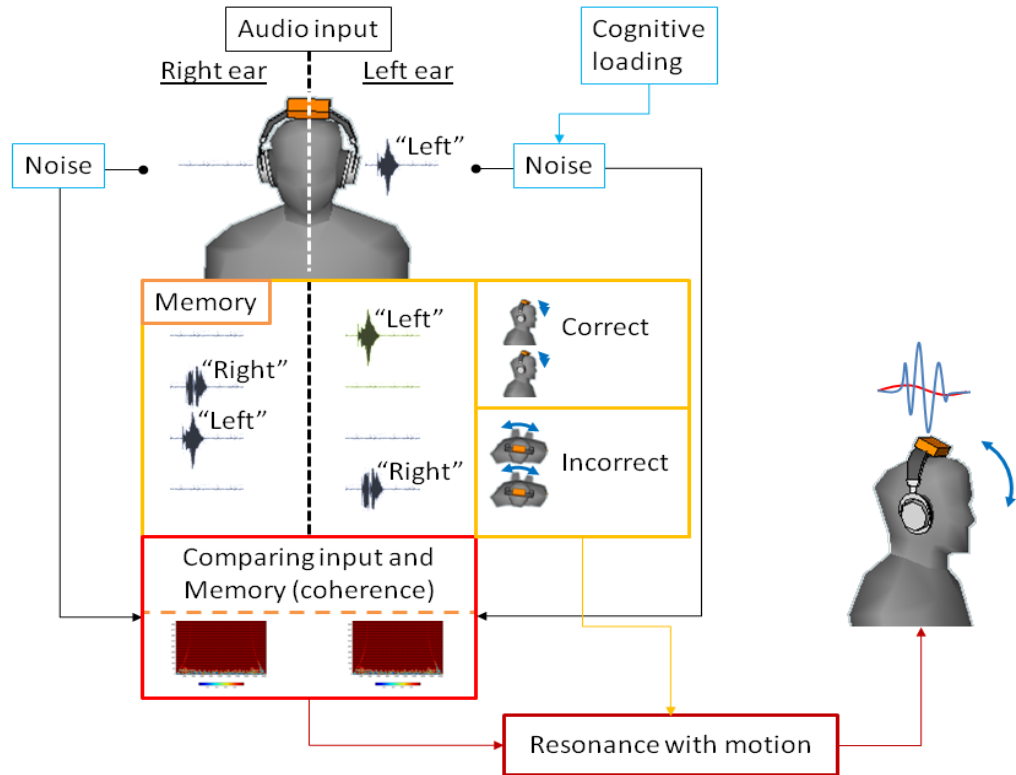 Audio input
Right ear
Left ear
Cognitive
loading
"Left"
Noise
Noise
Memory
"Left"
"Right"
"Left"
"Right"
Correct
Incorrect
Comparing input and
Memory (coherence)
Resonance with motion